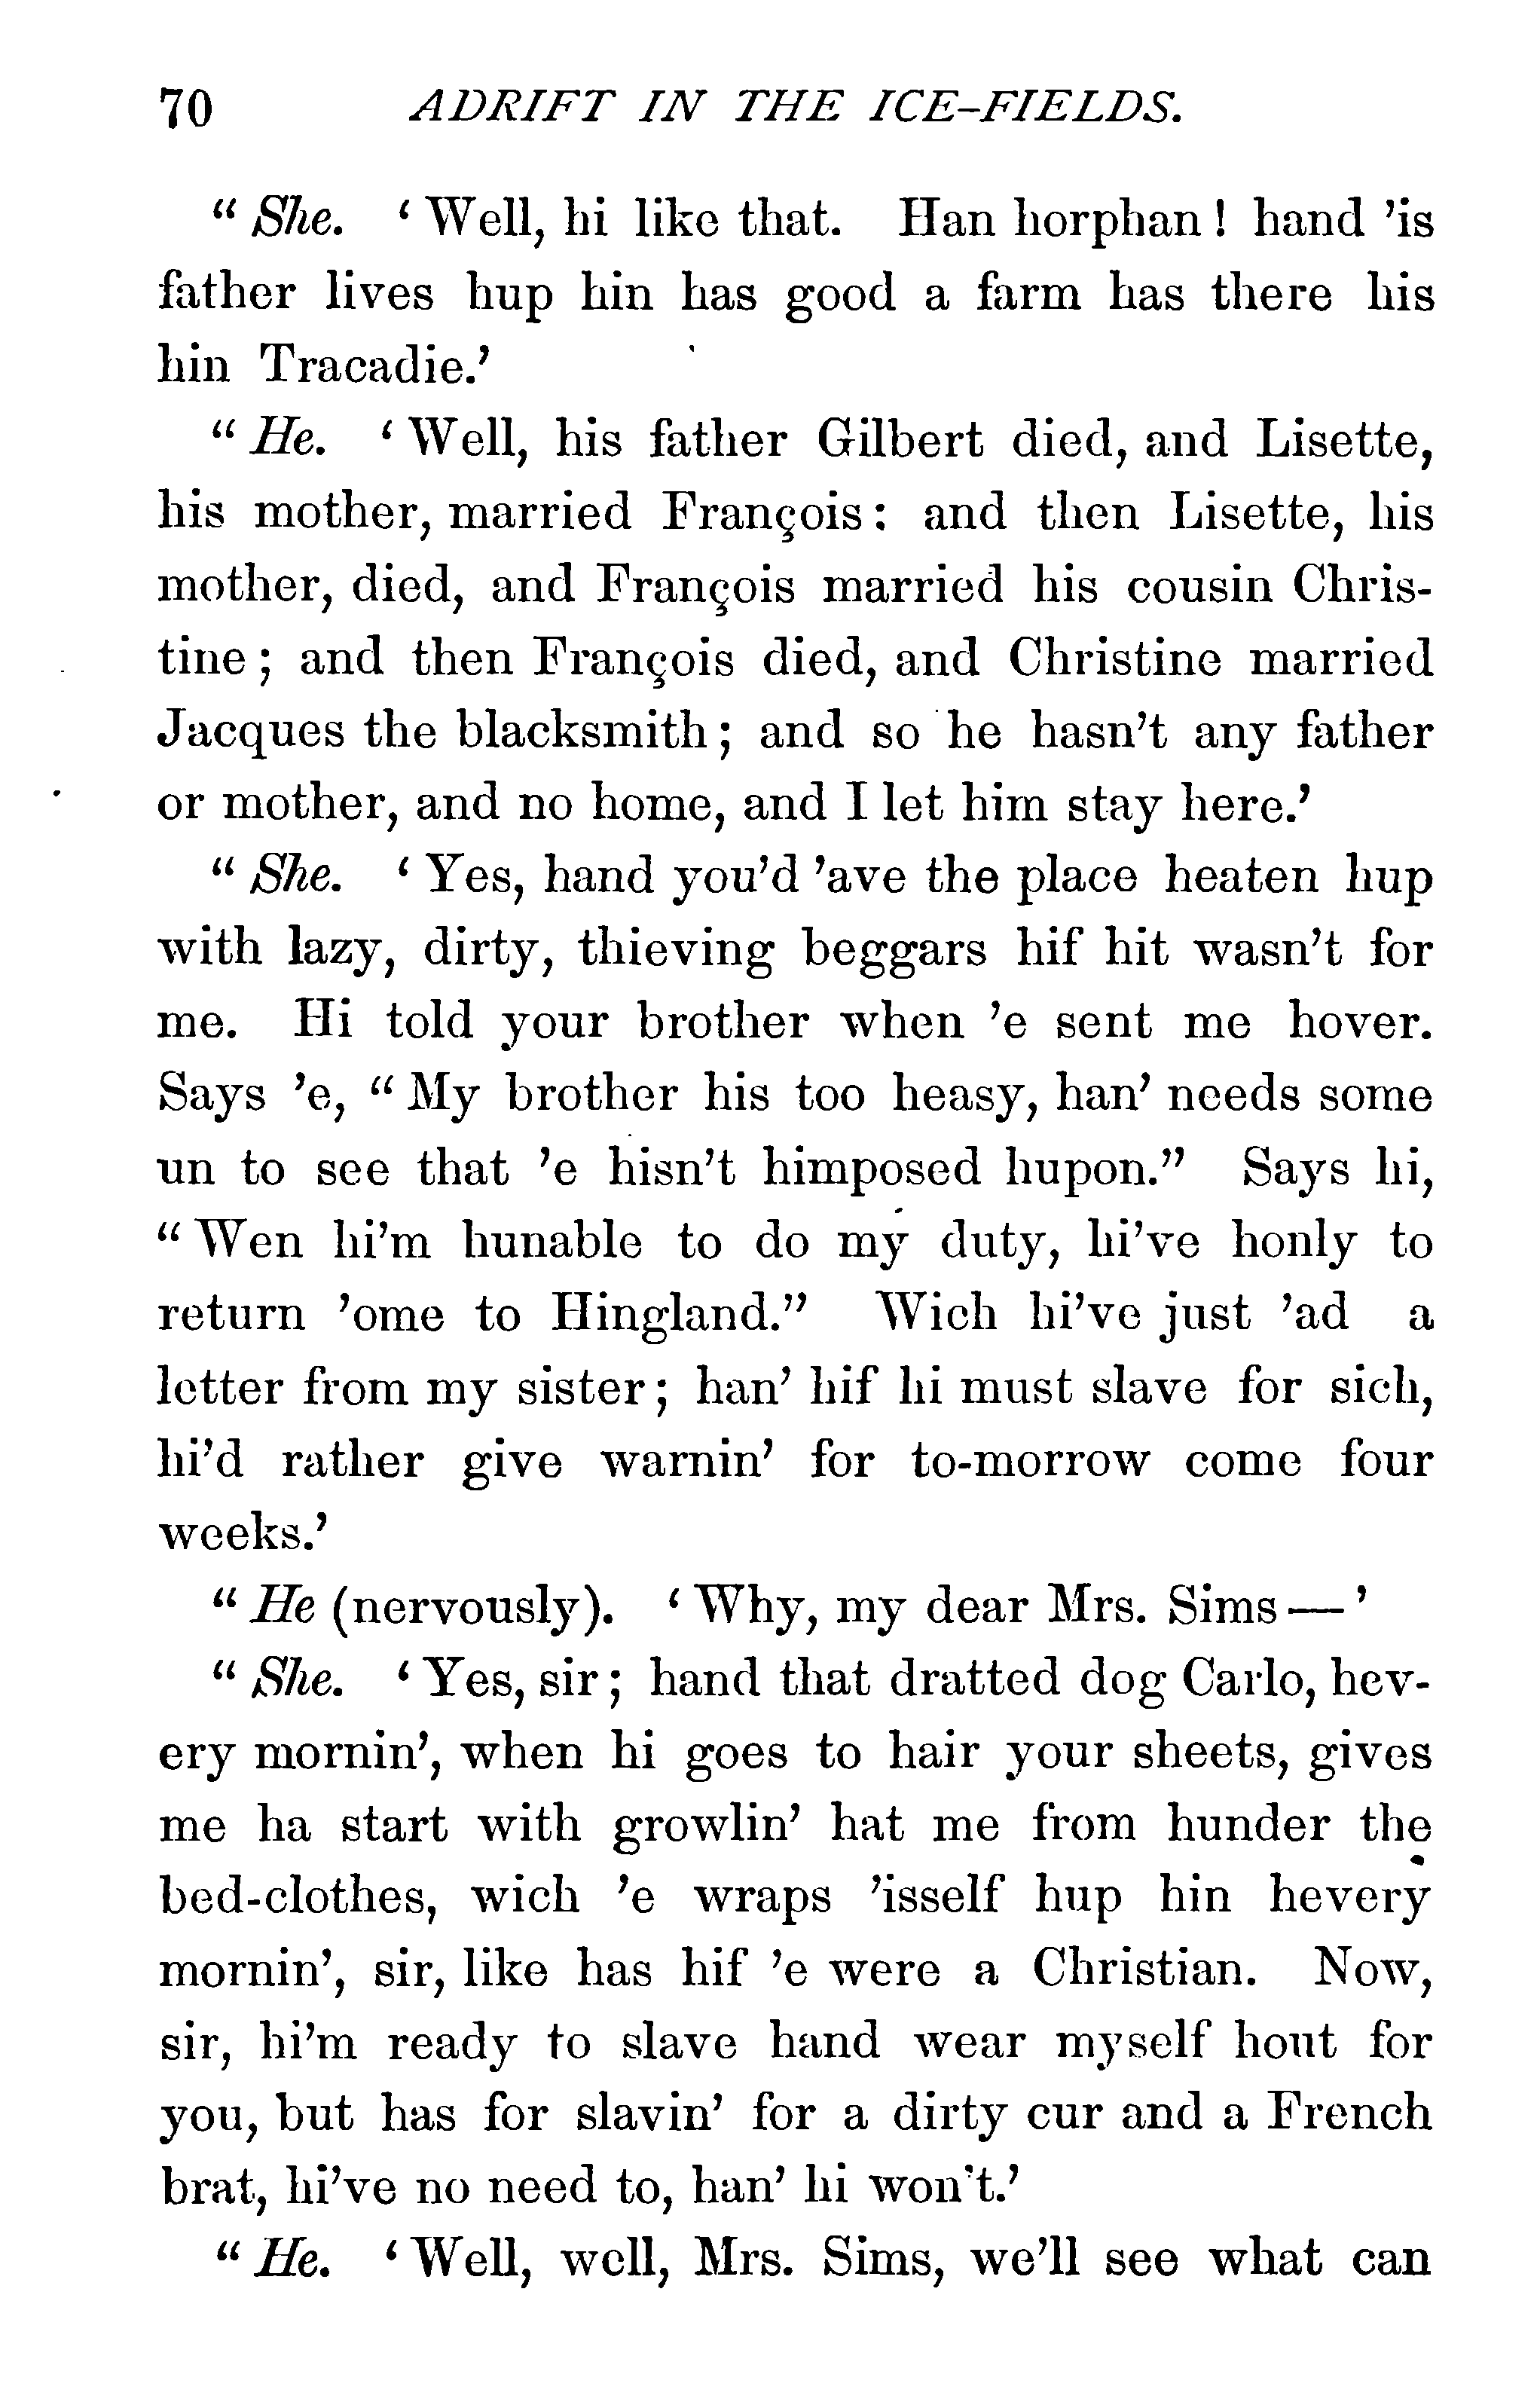 70 ADRIFT IN THE ICE-FIELDS.
“ She. ‘ Well, hi like that. Han horphan ! hand ’is
father lives hup hin has good a farm has there his
hin Tracadie.’
“ He. ‘ Well, his father Gilbert died, and Lisette,
his mother, married François: and then Lisette, his
mother, died, and François married his cousin Chris-
tine ; and then François died, and Christine married
Jacques the blacksmith ; and so he hasn’t any father
or mother, and no home, and I let him stay here.’
“ She. ‘ Yes, hand you’d ’ave the place heaten hup
with lazy, dirty, thieving beggars hif hit wasn’t for
me. Hi told your brother when ’e sent me hover.
Says ’e, “ My brother his too heasy, han’ needs some
un to see that ’e hisn’t himposed hupon.” Says hi,
“ Wen hi’m hunable to do my duty, hi’ve honly to
return ’ome to Hingland.” Wich hi’ve just ’ad a
letter from my sister ; han’ hif hi must slave for sich,
hi’d rather give warnin’ for to-morrow come four
weeks.’
“ He (nervously). ‘ Why, my dear Mrs. Sims — ’
“ She. ‘ Yes, sir ; hand that dratted dog Carlo, hev-
ery mornin’, when hi goes to hair your sheets, gives
me ha start with growlin’ hat me from hunder the
bed-clothes, wich ’e wraps ’isself hup hin hevery
mornin’, sir, like has hif ’e were a Christian. Now,
sir, hi’m ready to slave hand wear myself hout for
you, but has for slavin’ for a dirty cur and a French
brat, hi’ve no need to, han’ hi won’t.’
“ He. ‘ Well, well, Mrs. Sims, we’ll see what can